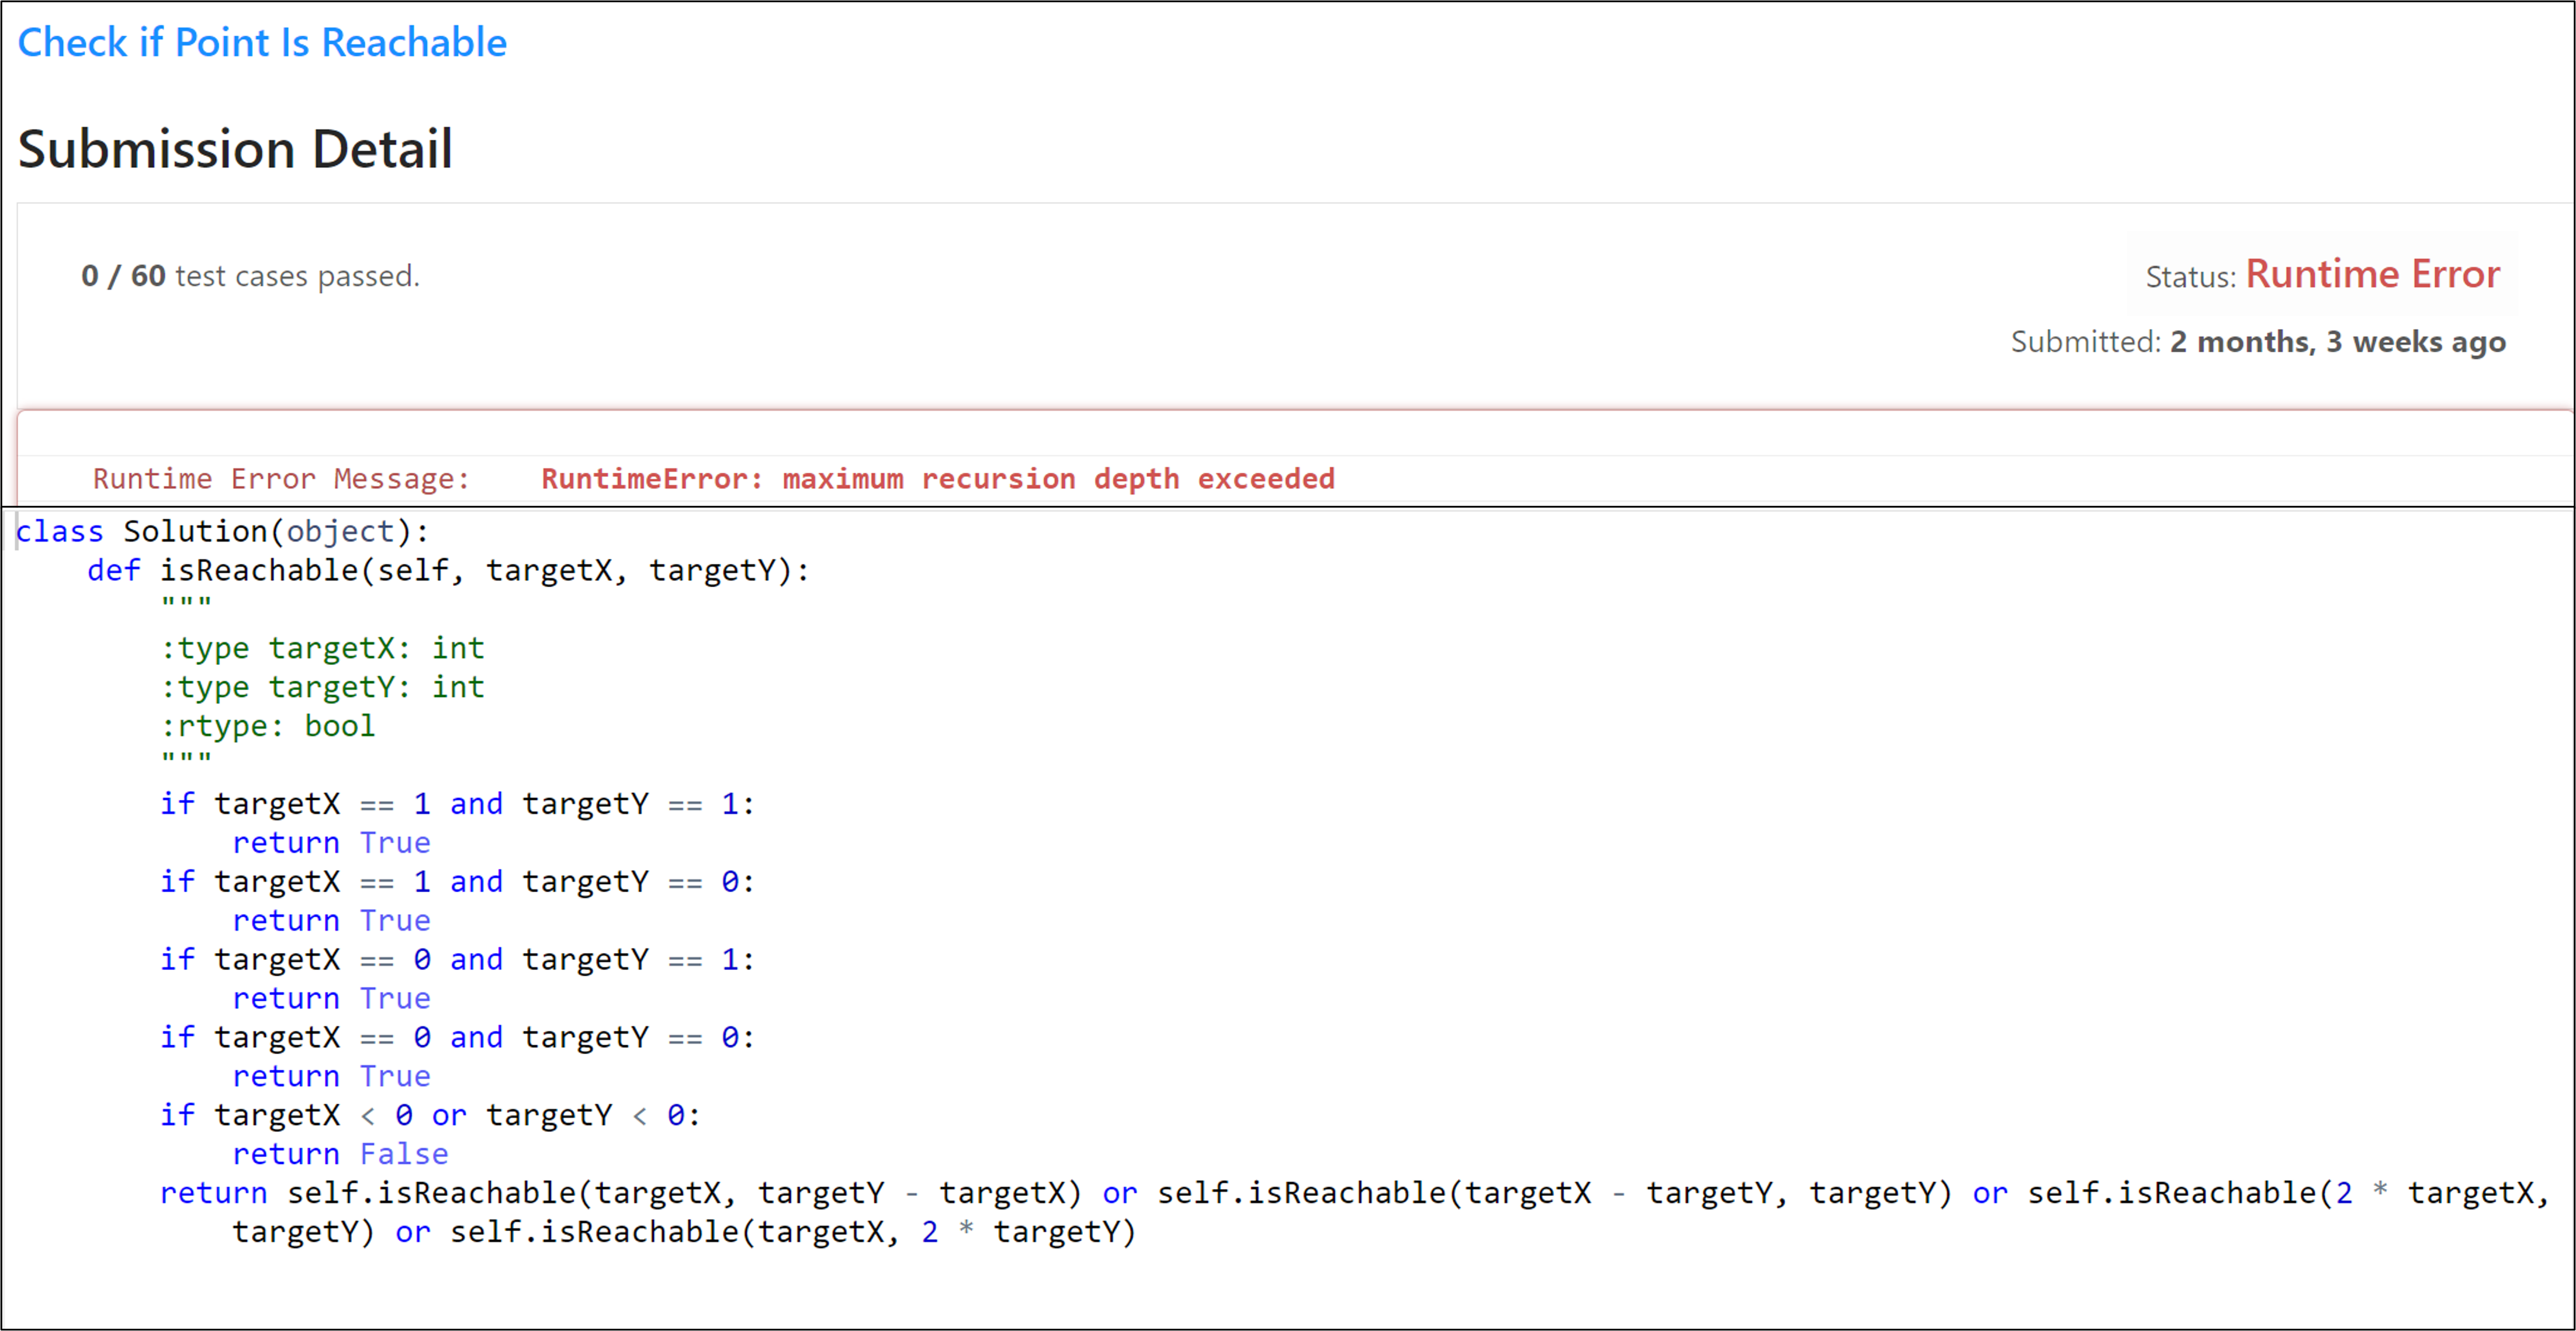 Check if Point Is Reachable
Submission Detail
0 / 60 test cases passed.
Status: Runtime Error
Submitted: 2 months, 3 weeks ago
Runtime Error Message: RuntimeError: maximum recursion depth exceeded
class Solution(object):
    def isReachable(self, targetX, targetY):
        """
        :type targetX: int
        :type targetY: int
        :rtype: bool
        """
        if targetX == 1 and targetY == 1:
            return True
        if targetX == 1 and targetY == 0:
            return True
        if targetX == 0 and targetY == 1:
            return True
        if targetX == 0 and targetY == 0:
            return True
        if targetX < 0 or targetY < 0:
            return False
        return self.isReachable(targetX, targetY - targetX) or self.isReachable(targetX - targetY, targetY) or self.isReachable(2 * targetX,
            targetY) or self.isReachable(targetX, 2 * targetY)